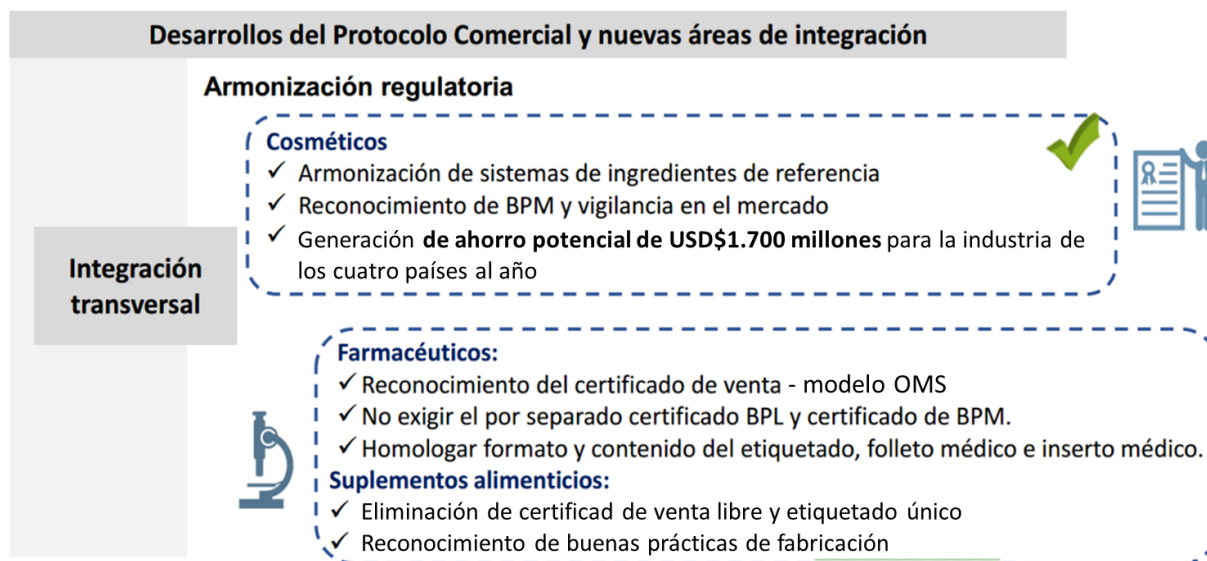 Desarrollos del Protocolo Comercial y nuevas áreas de integración
Armonización regulatoria
Cosméticos
✓ Armonización de sistemas de ingredientes de referencia
✓ Reconocimiento de BPM y vigilancia en el mercado
✓ Generación de ahorro potencial de USD$1.700 millones para la industria de
los cuatro países al año
Integración
transversal
Farmacéuticos:
✓ Reconocimiento del certificado de venta - modelo OMS
✓ No exigir el por separado certificado BPL y certificado de BPM.
✓ Homologar formato y contenido del etiquetado, folleto médico e inserto médico.
Suplementos alimenticios:
✓ Eliminación de certificad de venta libre y etiquetado único
✓ Reconocimiento de buenas prácticas de fabricación